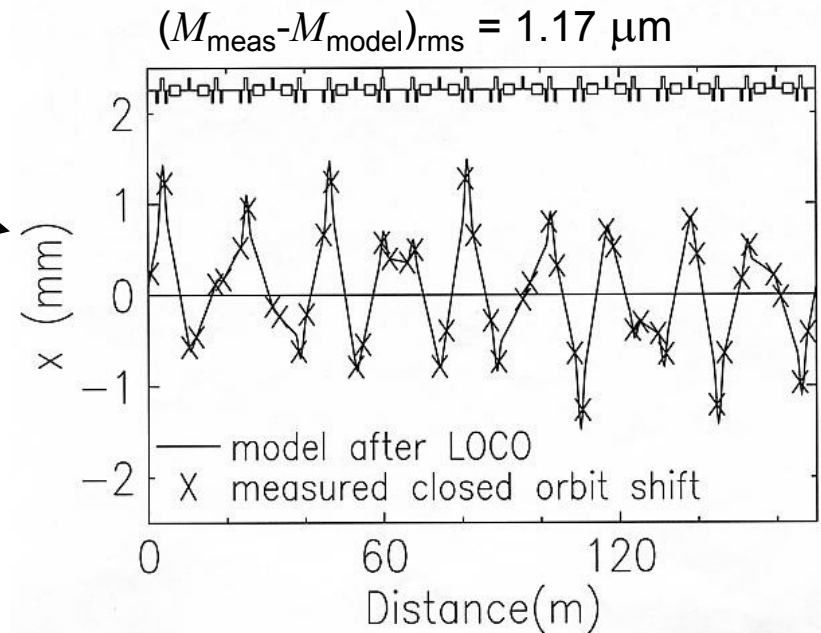 (Mmeas-Mmodel)rms = 1.17 μm
2
1
0
−1
−2
x (mm)
model after LOCO
X measured closed orbit shift
0 60 120
Distance(m)